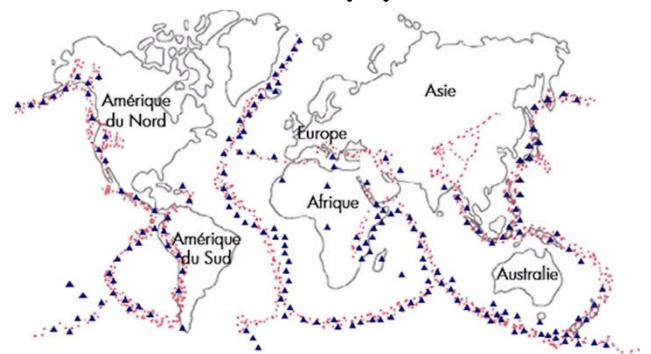 Amérique
du Nord
Europe
Asie
Afrique
Amérique
du Sud
Australie